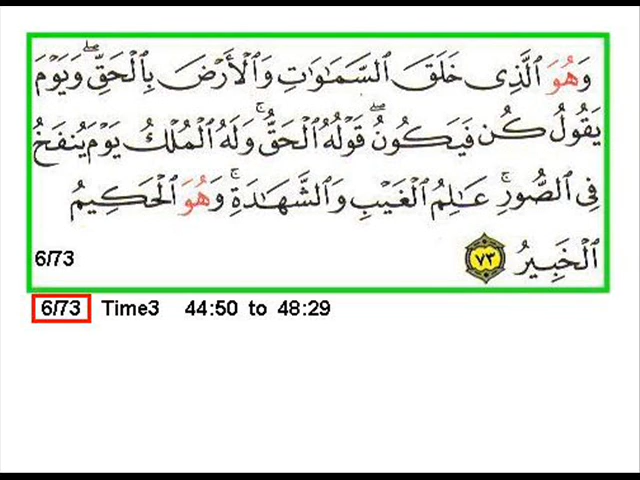 وَهُوَ ٱلَّذِى خَلَقَ ٱلسَّمَٰوَٰتِ وَٱلْأَرْضَ بِٱلْحَقِّ ۖ وَيَوْمَ
يَقُولُ كُن فَيَكُونُ ۖ قَوْلُهُ ٱلْحَقُّ ۚ وَلَهُ ٱلْمُلْكُ يَوْمَ يُنفَخُ
فِى ٱلصُّورِ ۚ عَٰلِمُ ٱلْغَيْبِ وَٱلشَّهَٰدَةِ ۚ وَهُوَ ٱلْحَكِيمُ
ٱلْخَبِيرُ ٧٣
6/73
6/73 Time3 44:50 to 48:29